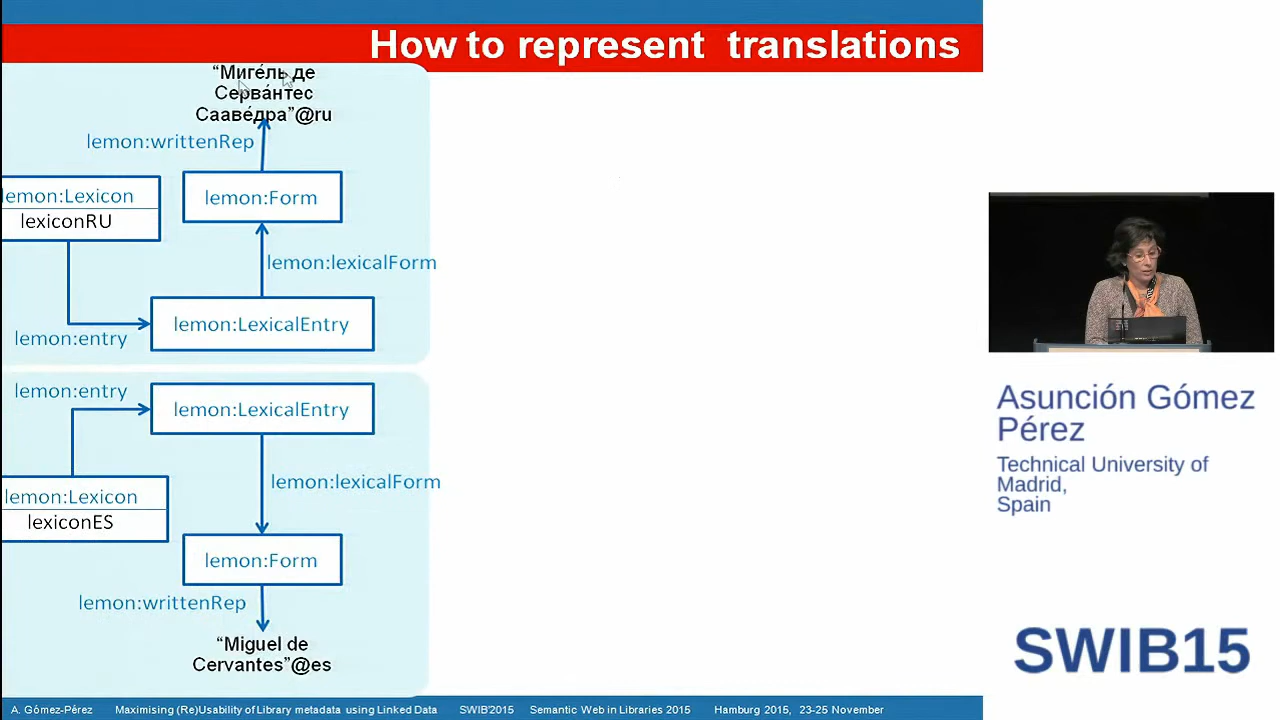 How to represent translations
“Миге́ль де
Серва́нтес
Сааве́дра”@ru
lemon:writtenRep
lemon:Form
lemon:Lexicon
lexiconRU
lemon:lexicalForm
lemon:LexicalEntry
lemon:entry
lemon:entry
lemon:LexicalEntry
lemon:lexicalForm
lemon:Lexicon
lexiconES
lemon:Form
lemon:writtenRep
“Miguel de
Cervantes”@es
A. Gómez-Pérez Maximising (Re)Usability of Library metadata using Linked Data SWIB'2015 Semantic Web in Libraries 2015 Hamburg 2015, 23-25 November
Asunción Gómez
Pérez
Technical University of
Madrid,
Spain
SWIB15